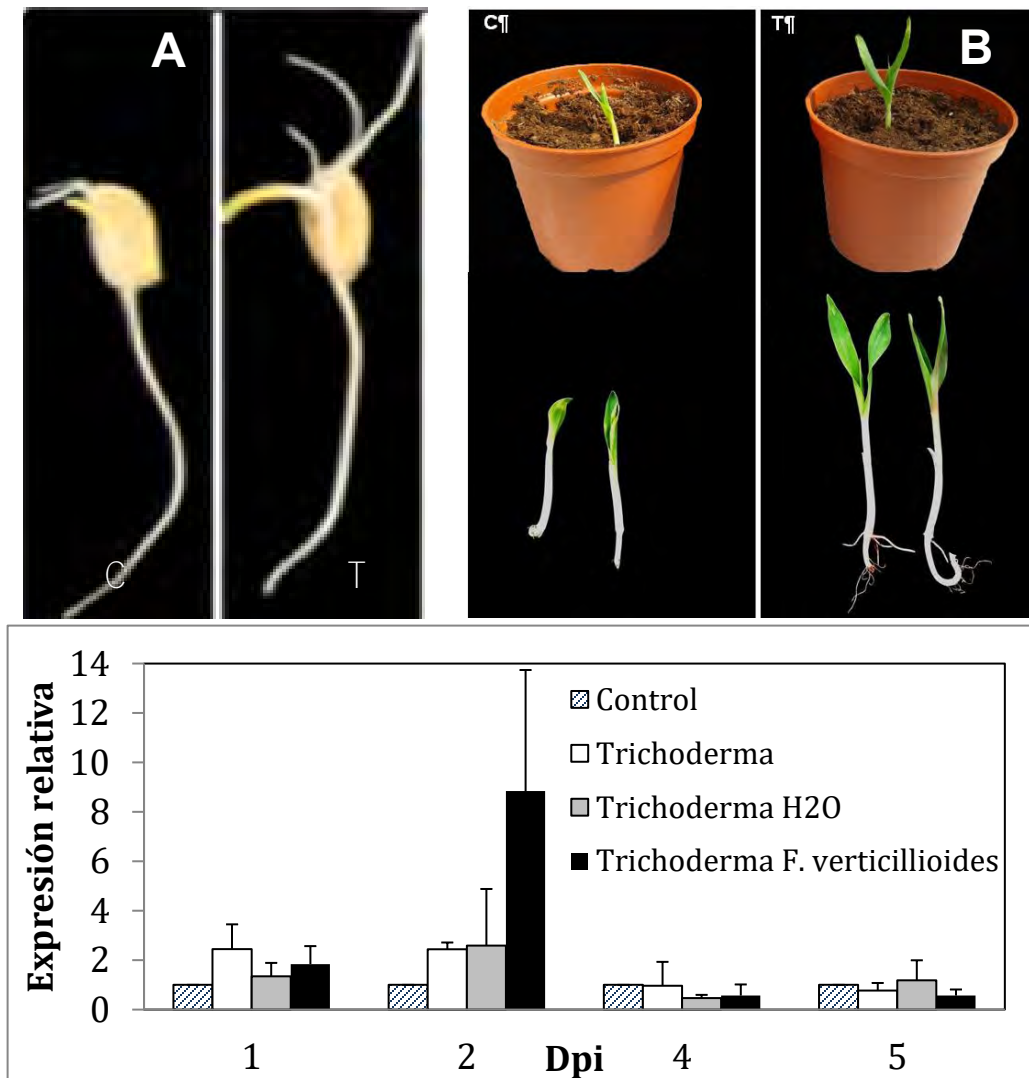 A
C
T
C¶
T¶
B
Expresión relativa
14
12
10
8
6
4
2
0
Control
Trichoderma
Trichoderma H2O
Trichoderma F. verticillioides
1 2 Dpi 4 5